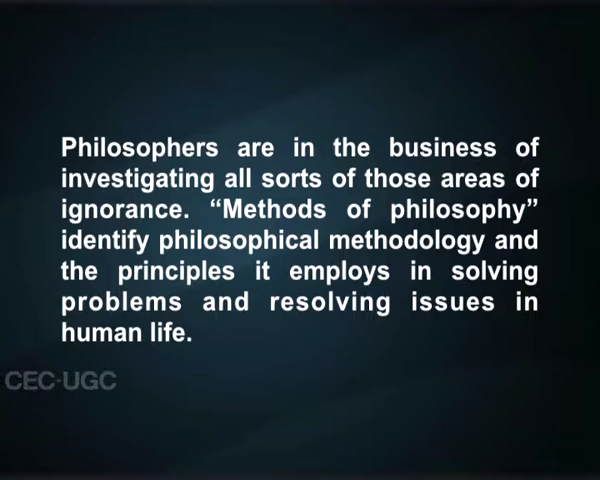 Philosophers are in the business of
investigating all sorts of those areas of
ignorance. “Methods of philosophy”
identify philosophical methodology and
the principles it employs in solving
problems and resolving issues in
human life.
CEC-UGC